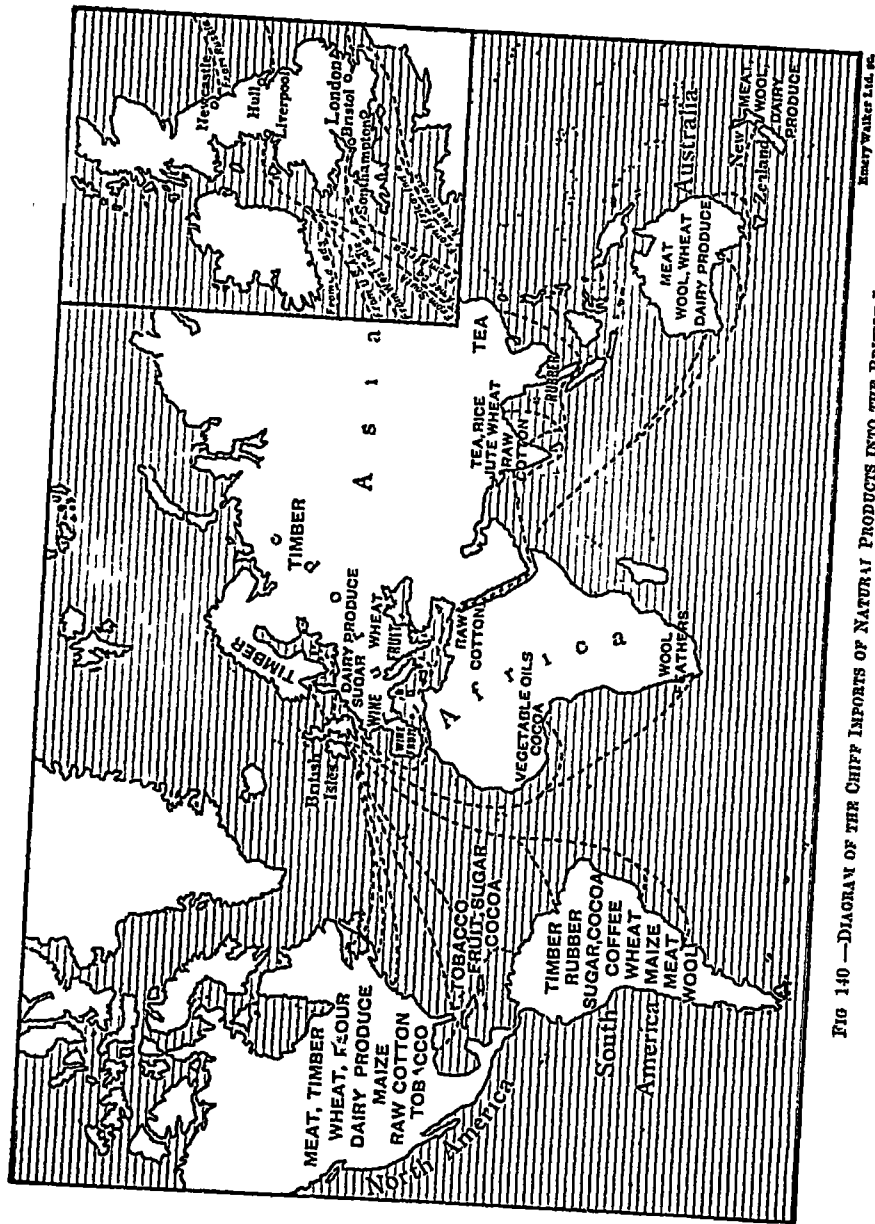 MEAT, TIMBER
WHEAT, FLOUR
DAIRY PRODUCE
MAIZE
RAW COTTON
TOBACCO
North America
TOBACCO
FRUIT, SUGAR
COCOA
TIMBER
RUBBER
SUGAR, COCOA
COFFEE
WHEAT
MAIZE
MEAT
WOOL
South
America
British
Isles
TIMBER
TIMBER
DAIRY PRODUCE
SUGAR
WHEAT
WINE
FRUIT
WINE
Europe
Asia
RAW
COTTON
Africa
VEGETABLE OILS
COCOA
WOOL
FEATHERS
TEA, RICE
JUTE WHEAT
RAW
COTTON
TEA
RUBBER
MEAT
WOOL, WHEAT
DAIRY PRODUCE
Australia
New
Zealand
MEAT,
WOOL,
DAIRY
PRODUCE
Newcastle
From Russia
Hull
Liverpool
London
Bristol
Southampton
From U.S.A.
Emery Walker Ltd. sc.
FIG 140 —DIAGRAM OF THE CHIEF IMPORTS OF NATURAL PRODUCTS INTO THE